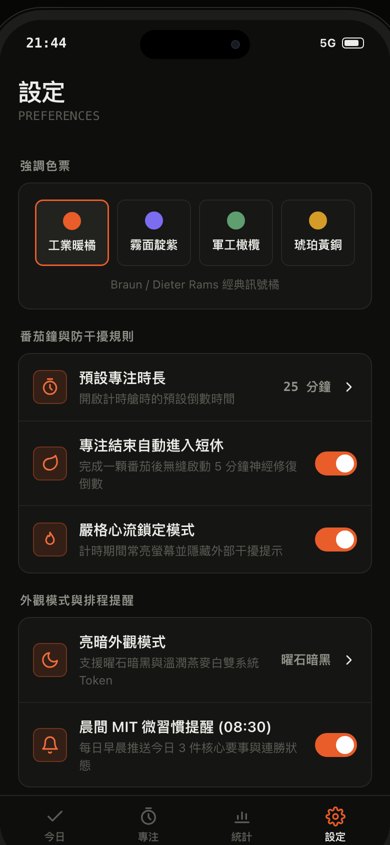 21:44
5G
設定
PREFERENCES
強調色票
工業暖橘
霧面靛紫
軍工橄欖
琥珀黃銅
Braun / Dieter Rams 經典訊號橘
番茄鐘與防干擾規則
預設專注時長
開啟計時艙時的預設倒數時間
25 分鐘
專注結束自動進入短休
完成一顆番茄後無縫啟動 5 分鐘神經修復
倒數
嚴格心流鎖定模式
計時期間常亮螢幕並隱藏外部干擾提示
外觀模式與排程提醒
亮暗外觀模式
支援曜石暗黑與溫潤燕麥白雙系統
Token
曜石暗黑
晨間 MIT 微習慣提醒 (08:30)
每日早晨推送今日 3 件核心要事與連勝狀
態
今日
專注
統計
設定